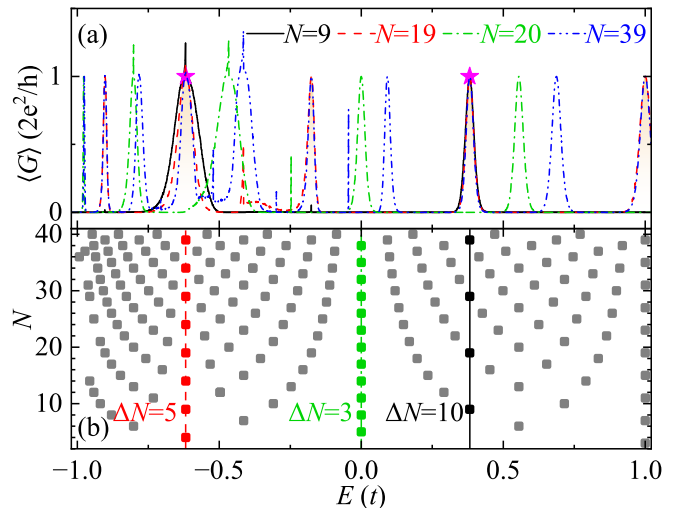 (a)
N=9 N=19 N=20 N=39
⟨G⟩ (2e²/h)
1
0
40
30
20
10
N
ΔN=5 ΔN=3 ΔN=10
(b)
−1.0 −0.5 0.0 0.5 1.0
E (t)